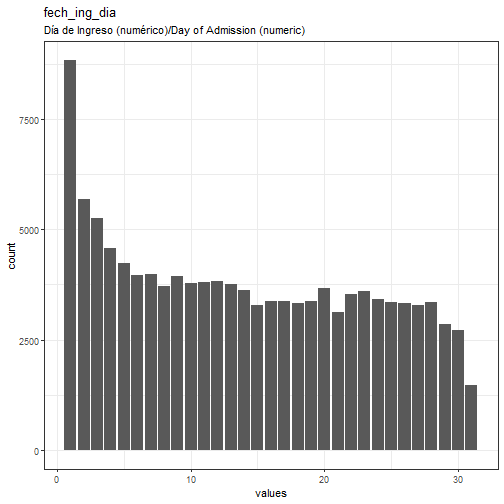 fech_ing_dia
Día de Ingreso (numérico)/Day of Admission (numeric)
7500
5000
2500
0
count
0 10 20 30
values